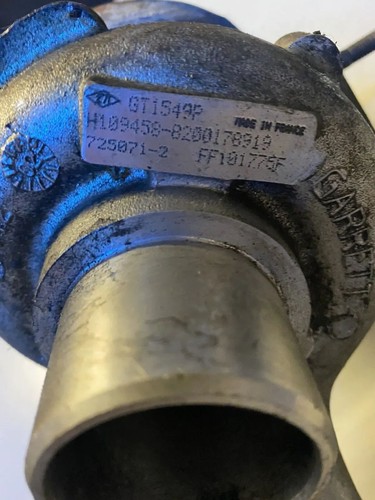 GT1549P
MADE IN FRANCE
H109458-8200178919
725071-2 FF101775F
GARRETT